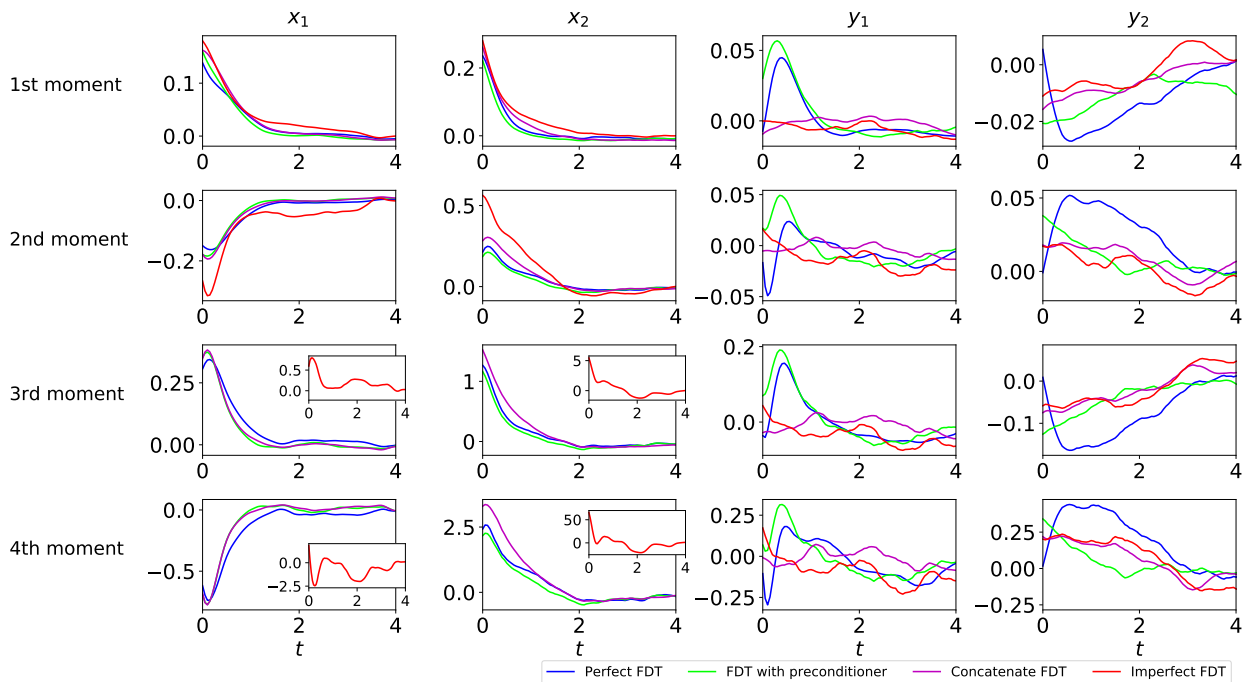 x₁ x₂ y₁ y₂
1st moment
0.1
0.0
0 2 4
0.2
0.0
0 2 4
0.05
0.00
0 2 4
0.00
−0.02
0 2 4
2nd moment
0.0
−0.2
0 2 4
0.5
0.0
0 2 4
0.05
0.00
−0.05
0 2 4
0.05
0.00
0 2 4
3rd moment
0.25
0.00
0 2 4
0.5
0.0
0 2 4
1
0
0 2 4
5
0
0 2 4
0.2
0.0
0 2 4
0.0
−0.1
0 2 4
4th moment
0.0
−0.5
0 2 4
0.0
−2.5
0 2 4
2.5
0.0
0 2 4
50
0
0 2 4
0.25
0.00
−0.25
0 2 4
0.25
0.00
−0.25
0 2 4
t t t t
Perfect FDT FDT with preconditioner Concatenate FDT Imperfect FDT